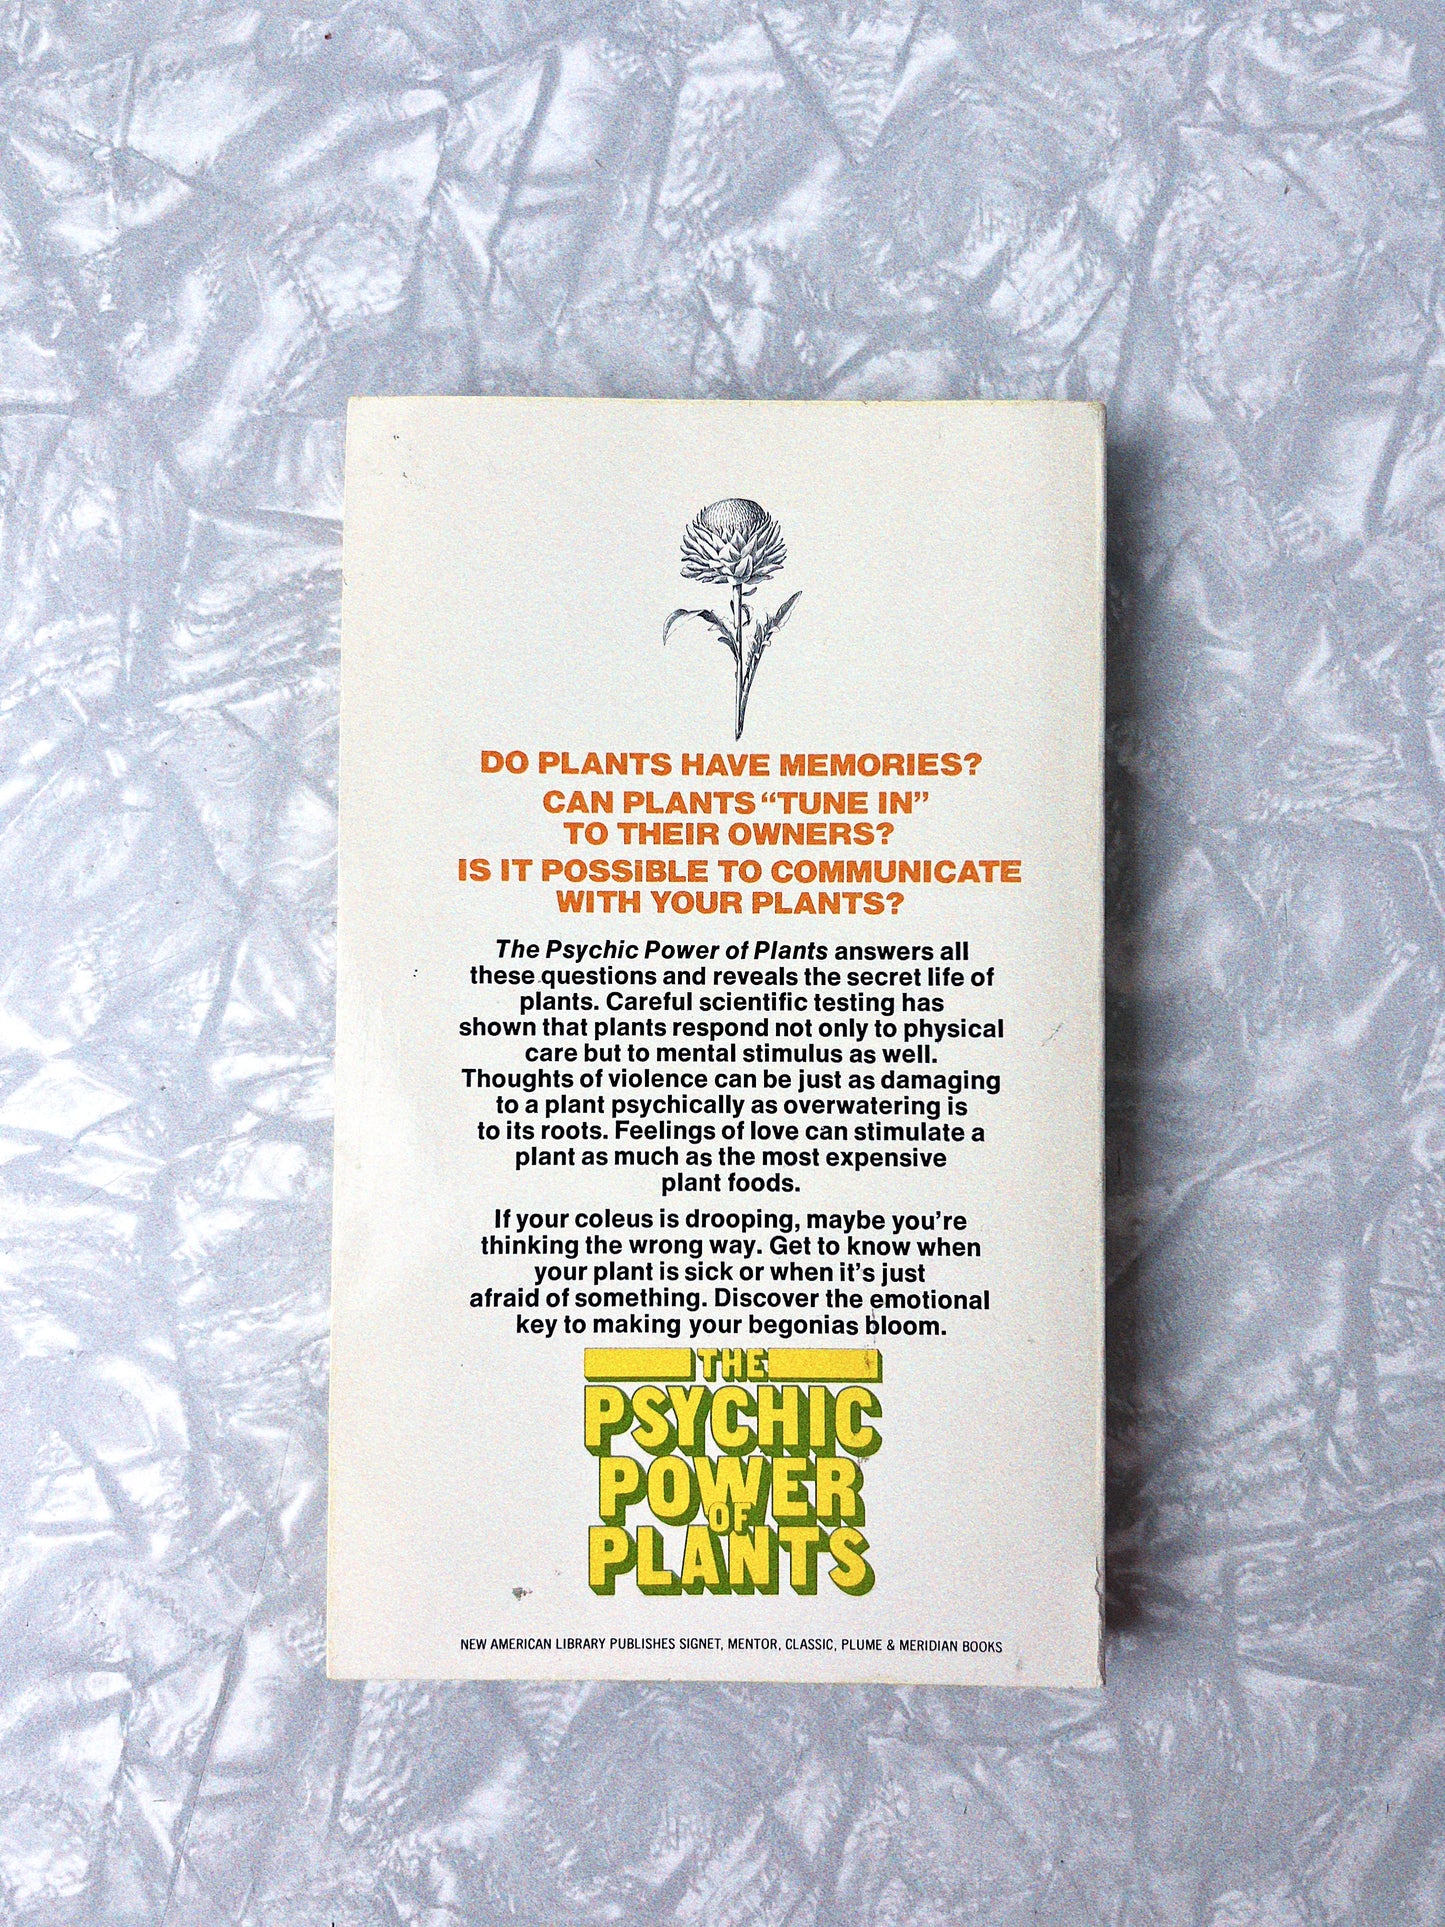 DO PLANTS HAVE MEMORIES?
CAN PLANTS “TUNE IN”
TO THEIR OWNERS?
IS IT POSSIBLE TO COMMUNICATE
WITH YOUR PLANTS?
The Psychic Power of Plants answers all
these questions and reveals the secret life of
plants. Careful scientific testing has
shown that plants respond not only to physical
care but to mental stimulus as well.
Thoughts of violence can be just as damaging
to a plant psychically as overwatering is
to its roots. Feelings of love can stimulate a
plant as much as the most expensive
plant foods.
If your coleus is drooping, maybe you’re
thinking the wrong way. Get to know when
your plant is sick or when it’s just
afraid of something. Discover the emotional
key to making your begonias bloom.
THE
PSYCHIC
POWER
OF
PLANTS
NEW AMERICAN LIBRARY PUBLISHES SIGNET, MENTOR, CLASSIC, PLUME & MERIDIAN BOOKS